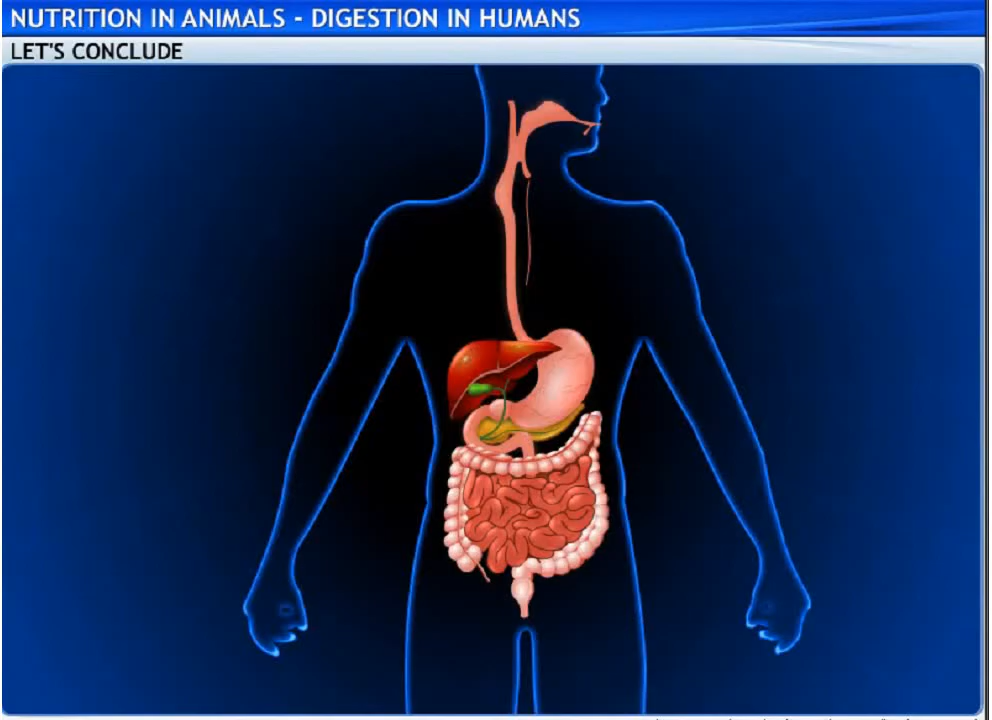 NUTRITION IN ANIMALS - DIGESTION IN HUMANS
LET'S CONCLUDE